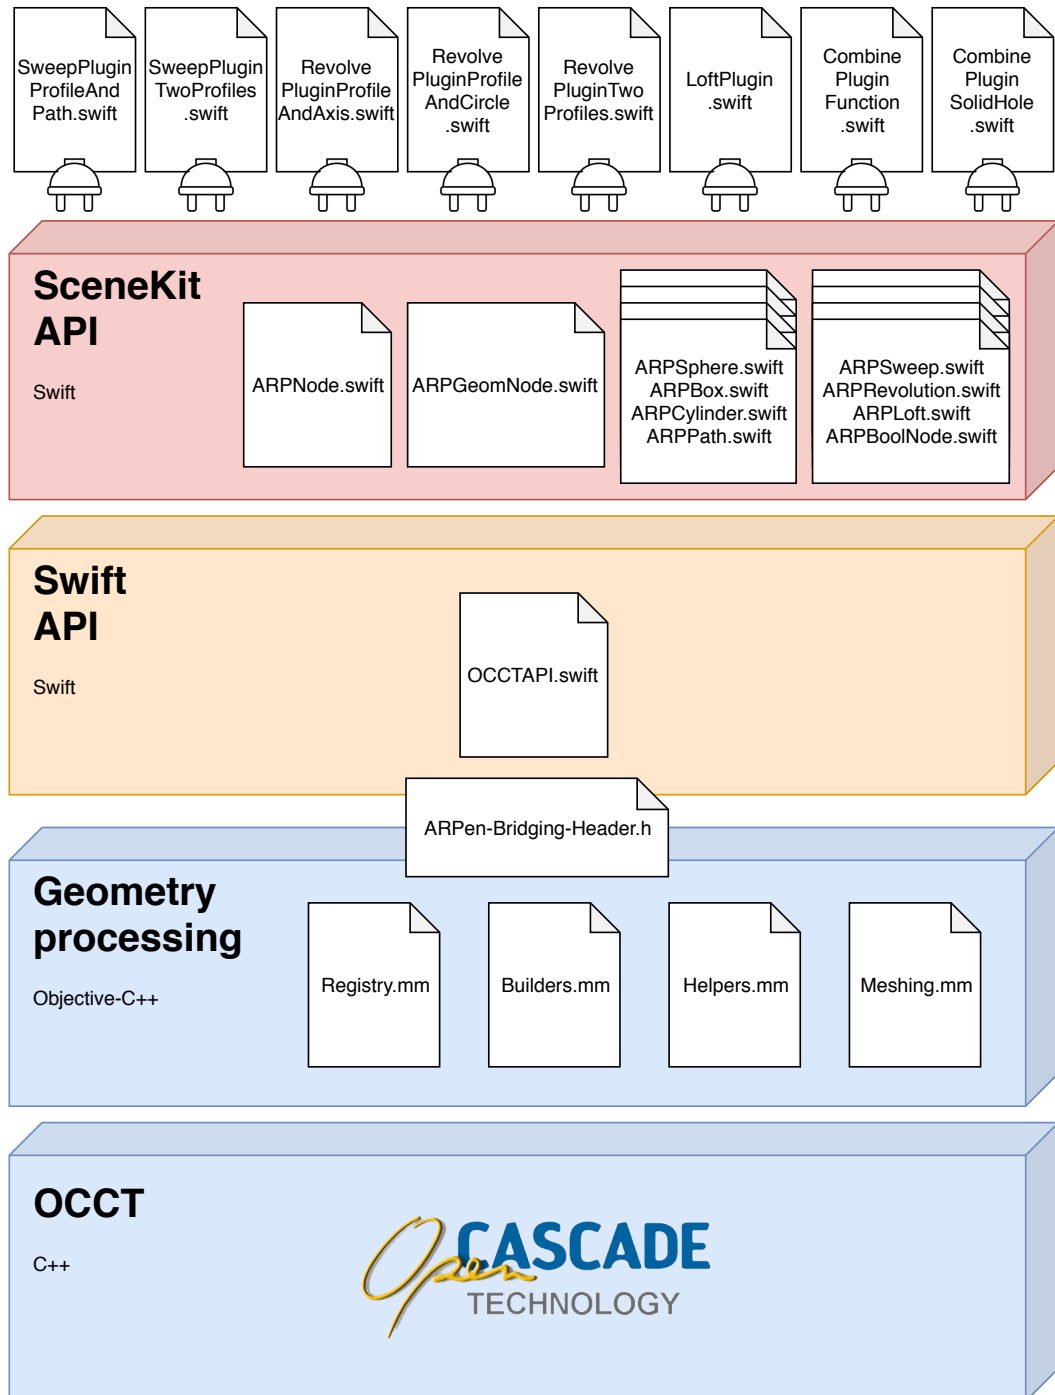 SweepPlugin
ProfileAnd
Path.swift
SweepPlugin
TwoProfiles
.swift
Revolve
PluginProfile
AndAxis.swift
Revolve
PluginProfile
AndCircle
.swift
Revolve
PluginTwo
Profiles.swift
LoftPlugin
.swift
Combine
Plugin
Function
.swift
Combine
Plugin
SolidHole
.swift
SceneKit
API
Swift
ARPNode.swift
ARPGeomNode.swift
ARPSphere.swift
ARPBox.swift
ARPCylinder.swift
ARPPath.swift
ARPSweep.swift
ARPRevolution.swift
ARPLoft.swift
ARPBoolNode.swift
Swift
API
Swift
OCCTAPI.swift
ARPen-Bridging-Header.h
Geometry
processing
Objective-C++
Registry.mm
Builders.mm
Helpers.mm
Meshing.mm
OCCT
C++
Open CASCADE
TECHNOLOGY